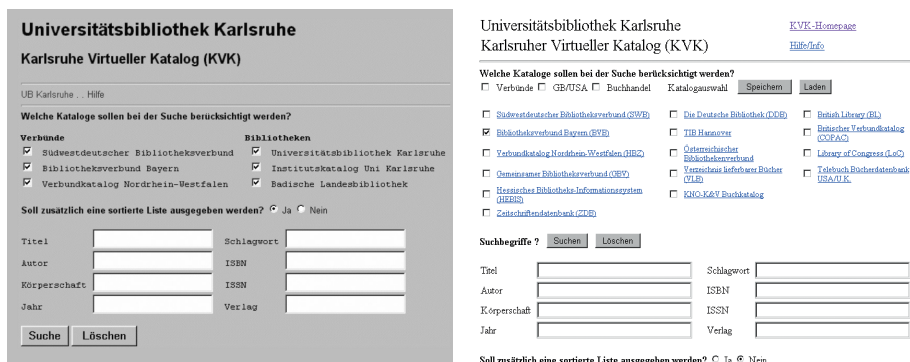 Universitätsbibliothek Karlsruhe
Karlsruher Virtueller Katalog (KVK)
UB Karlsruhe . . Hilfe
Welche Kataloge sollen bei der Suche berücksichtigt werden?
Verbünde Bibliotheken
Südwestdeutscher Bibliotheksverbund Universitätsbibliothek Karlsruhe
Bibliotheksverbund Bayern Institutskatalog Uni Karlsruhe
Verbundkatalog Nordrhein-Westfalen Badische Landesbibliothek
Soll zusätzlich eine sortierte Liste ausgegeben werden? Ja Nein
Titel Schlagwort
Autor ISBN
Körperschaft ISSN
Jahr Verlag
Suche Löschen
Universitätsbibliothek Karlsruhe KVK-Homepage
Karlsruher Virtueller Katalog (KVK) Hilfe/Info
Welche Kataloge sollen bei der Suche berücksichtigt werden?
Verbünde GB/USA Buchhandel Katalogauswahl Speichern Laden
Südwestdeutscher Bibliotheksverbund (SWB) Die Deutsche Bibliothek (DDB) British Library (BL)
Bibliotheksverbund Bayern (BVB) TIB Hannover Britischer Verbundkatalog (COPAC)
Verbundkatalog Nordrhein-Westfalen (HBZ) Österreichischer Bibliothekenverbund Library of Congress (LoC)
Gemeinsamer Bibliotheksverbund (GBV) Verzeichnis lieferbarer Bücher (VLB) Telebuch Bücherdatenbank USA/U.K.
Hessisches Bibliotheks-Informationssystem (HEBIS) KNO-K&V Buchkatalog
Zeitschriftendatenbank (ZDB)
Suchbegriffe ? Suchen Löschen
Titel Schlagwort
Autor ISBN
Körperschaft ISSN
Jahr Verlag
Soll zusätzlich eine sortierte Liste ausgegeben werden? Ja Nein